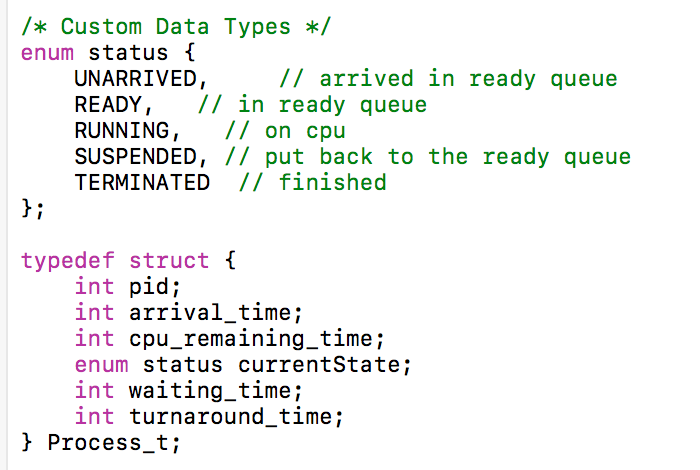 /* Custom Data Types */
enum status {
    UNARRIVED,     // arrived in ready queue
    READY,   // in ready queue
    RUNNING,   // on cpu
    SUSPENDED, // put back to the ready queue
    TERMINATED  // finished
};

typedef struct {
    int pid;
    int arrival_time;
    int cpu_remaining_time;
    enum status currentState;
    int waiting_time;
    int turnaround_time;
} Process_t;